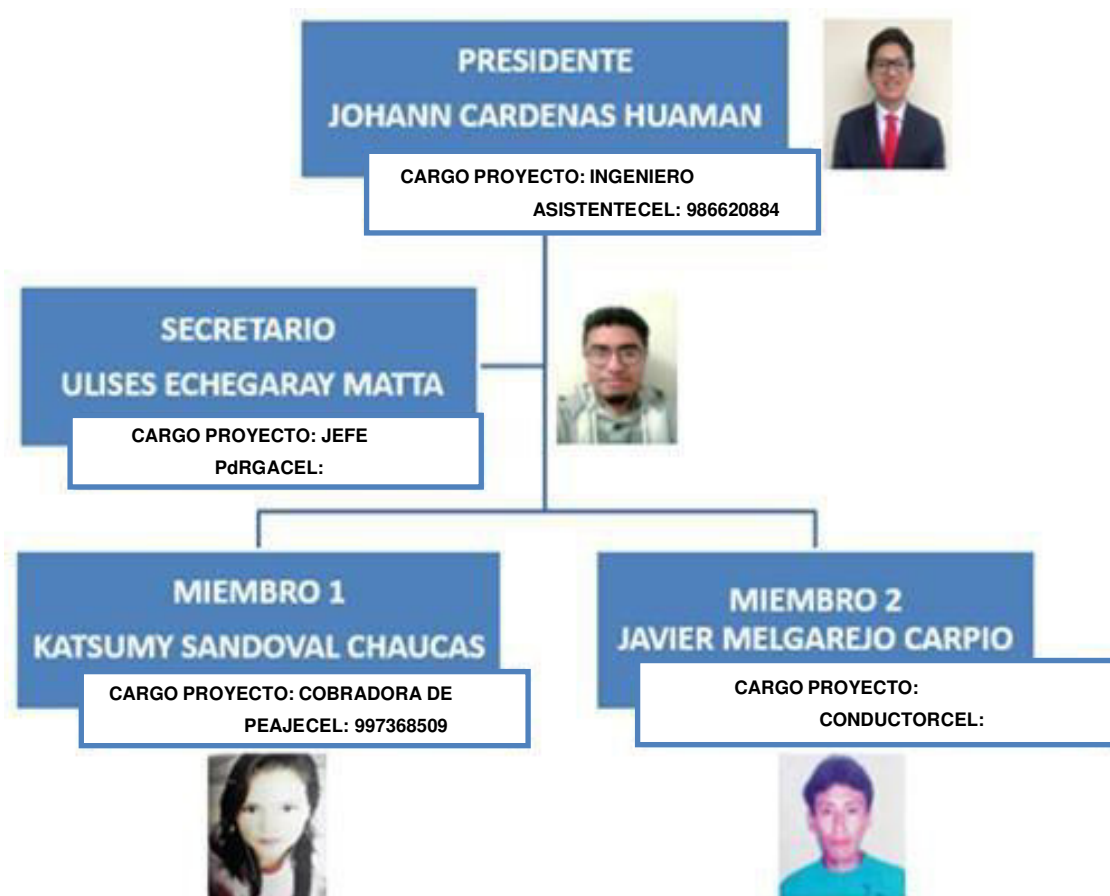 PRESIDENTE
JOHANN CARDENAS HUAMAN
CARGO PROYECTO: INGENIERO
ASISTENTECEL: 986620884
SECRETARIO
ULISES ECHEGARAY MATTA
CARGO PROYECTO: JEFE
PdRGACEL:
MIEMBRO 1
KATSUMY SANDOVAL CHAUCAS
CARGO PROYECTO: COBRADORA DE
PEAJECEL: 997368509
MIEMBRO 2
JAVIER MELGAREJO CARPIO
CARGO PROYECTO:
CONDUCTORCEL: